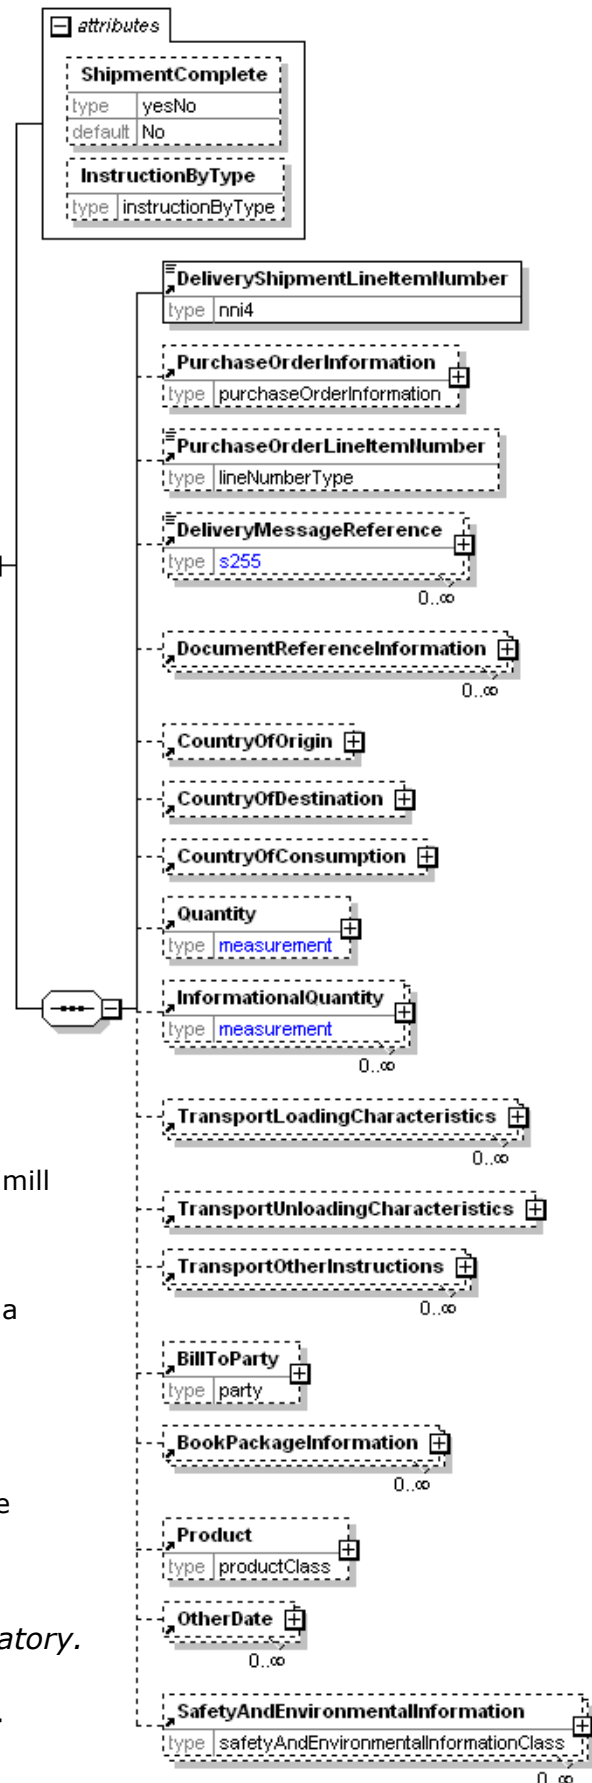 attributes
ShipmentComplete
type yesNo
default No
InstructionByType
type instructionByType
DeliveryShipmentLineItemNumber
type nni4
PurchaseOrderInformation
type purchaseOrderInformation
PurchaseOrderLineItemNumber
type lineNumberType
DeliveryMessageReference
type s255
0..∞
DocumentReferenceInformation
0..∞
CountryOfOrigin
CountryOfDestination
CountryOfConsumption
Quantity
type measurement
InformationalQuantity
type measurement
0..∞
TransportLoadingCharacteristics
0..∞
mill
TransportUnloadingCharacteristics
TransportOtherInstructions
0..∞
a
BillToParty
type party
BookPackageInformation
0..∞
e
Product
type productClass
OtherDate
0..∞
atory.
SafetyAndEnvironmentalInformation
.
type safetyAndEnvironmentalInformationClass
0..∞